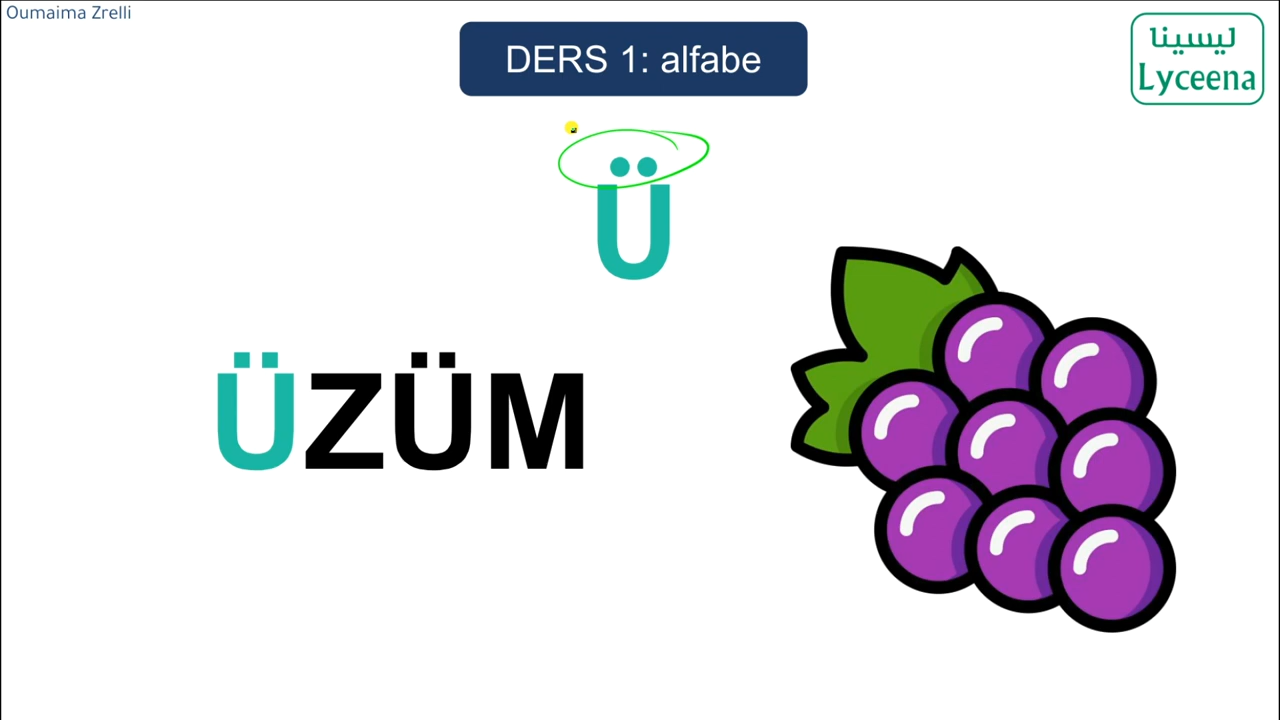 Oumaima Zrelli
DERS 1: alfabe
ليسينا
Lyceena
Ü
ÜZÜM